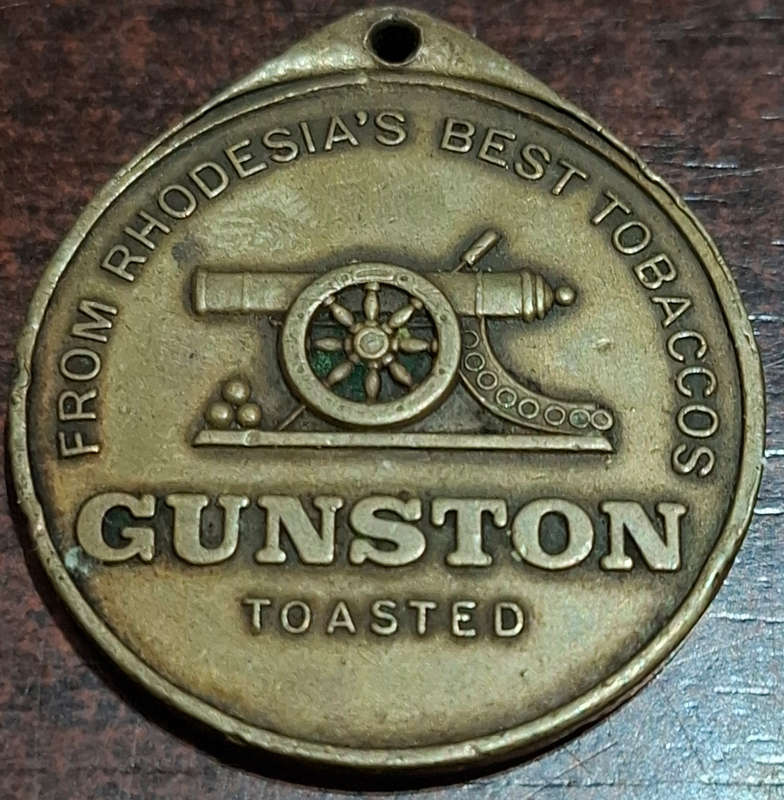 FROM RHODESIA'S BEST TOBACCOS
GUNSTON
TOASTED